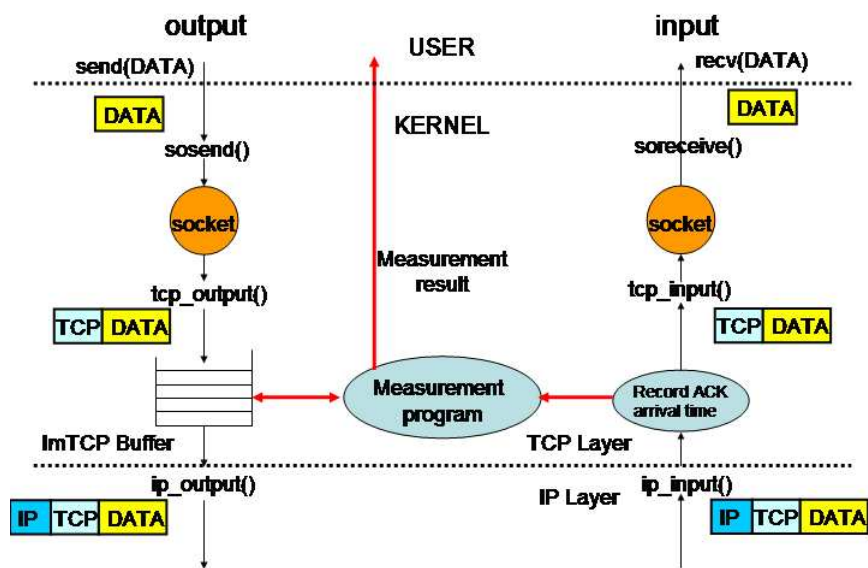 output
USER
input
send(DATA)
recv(DATA)
DATA
DATA
KERNEL
sosend()
soreceive()
socket
socket
Measurement
result
tcp_output()
tcp_input()
TCP DATA
TCP DATA
Measurement
program
Record ACK
arrival time
ImTCP Buffer
TCP Layer
ip_output()
IP Layer
ip_input()
IP TCP DATA
IP TCP DATA